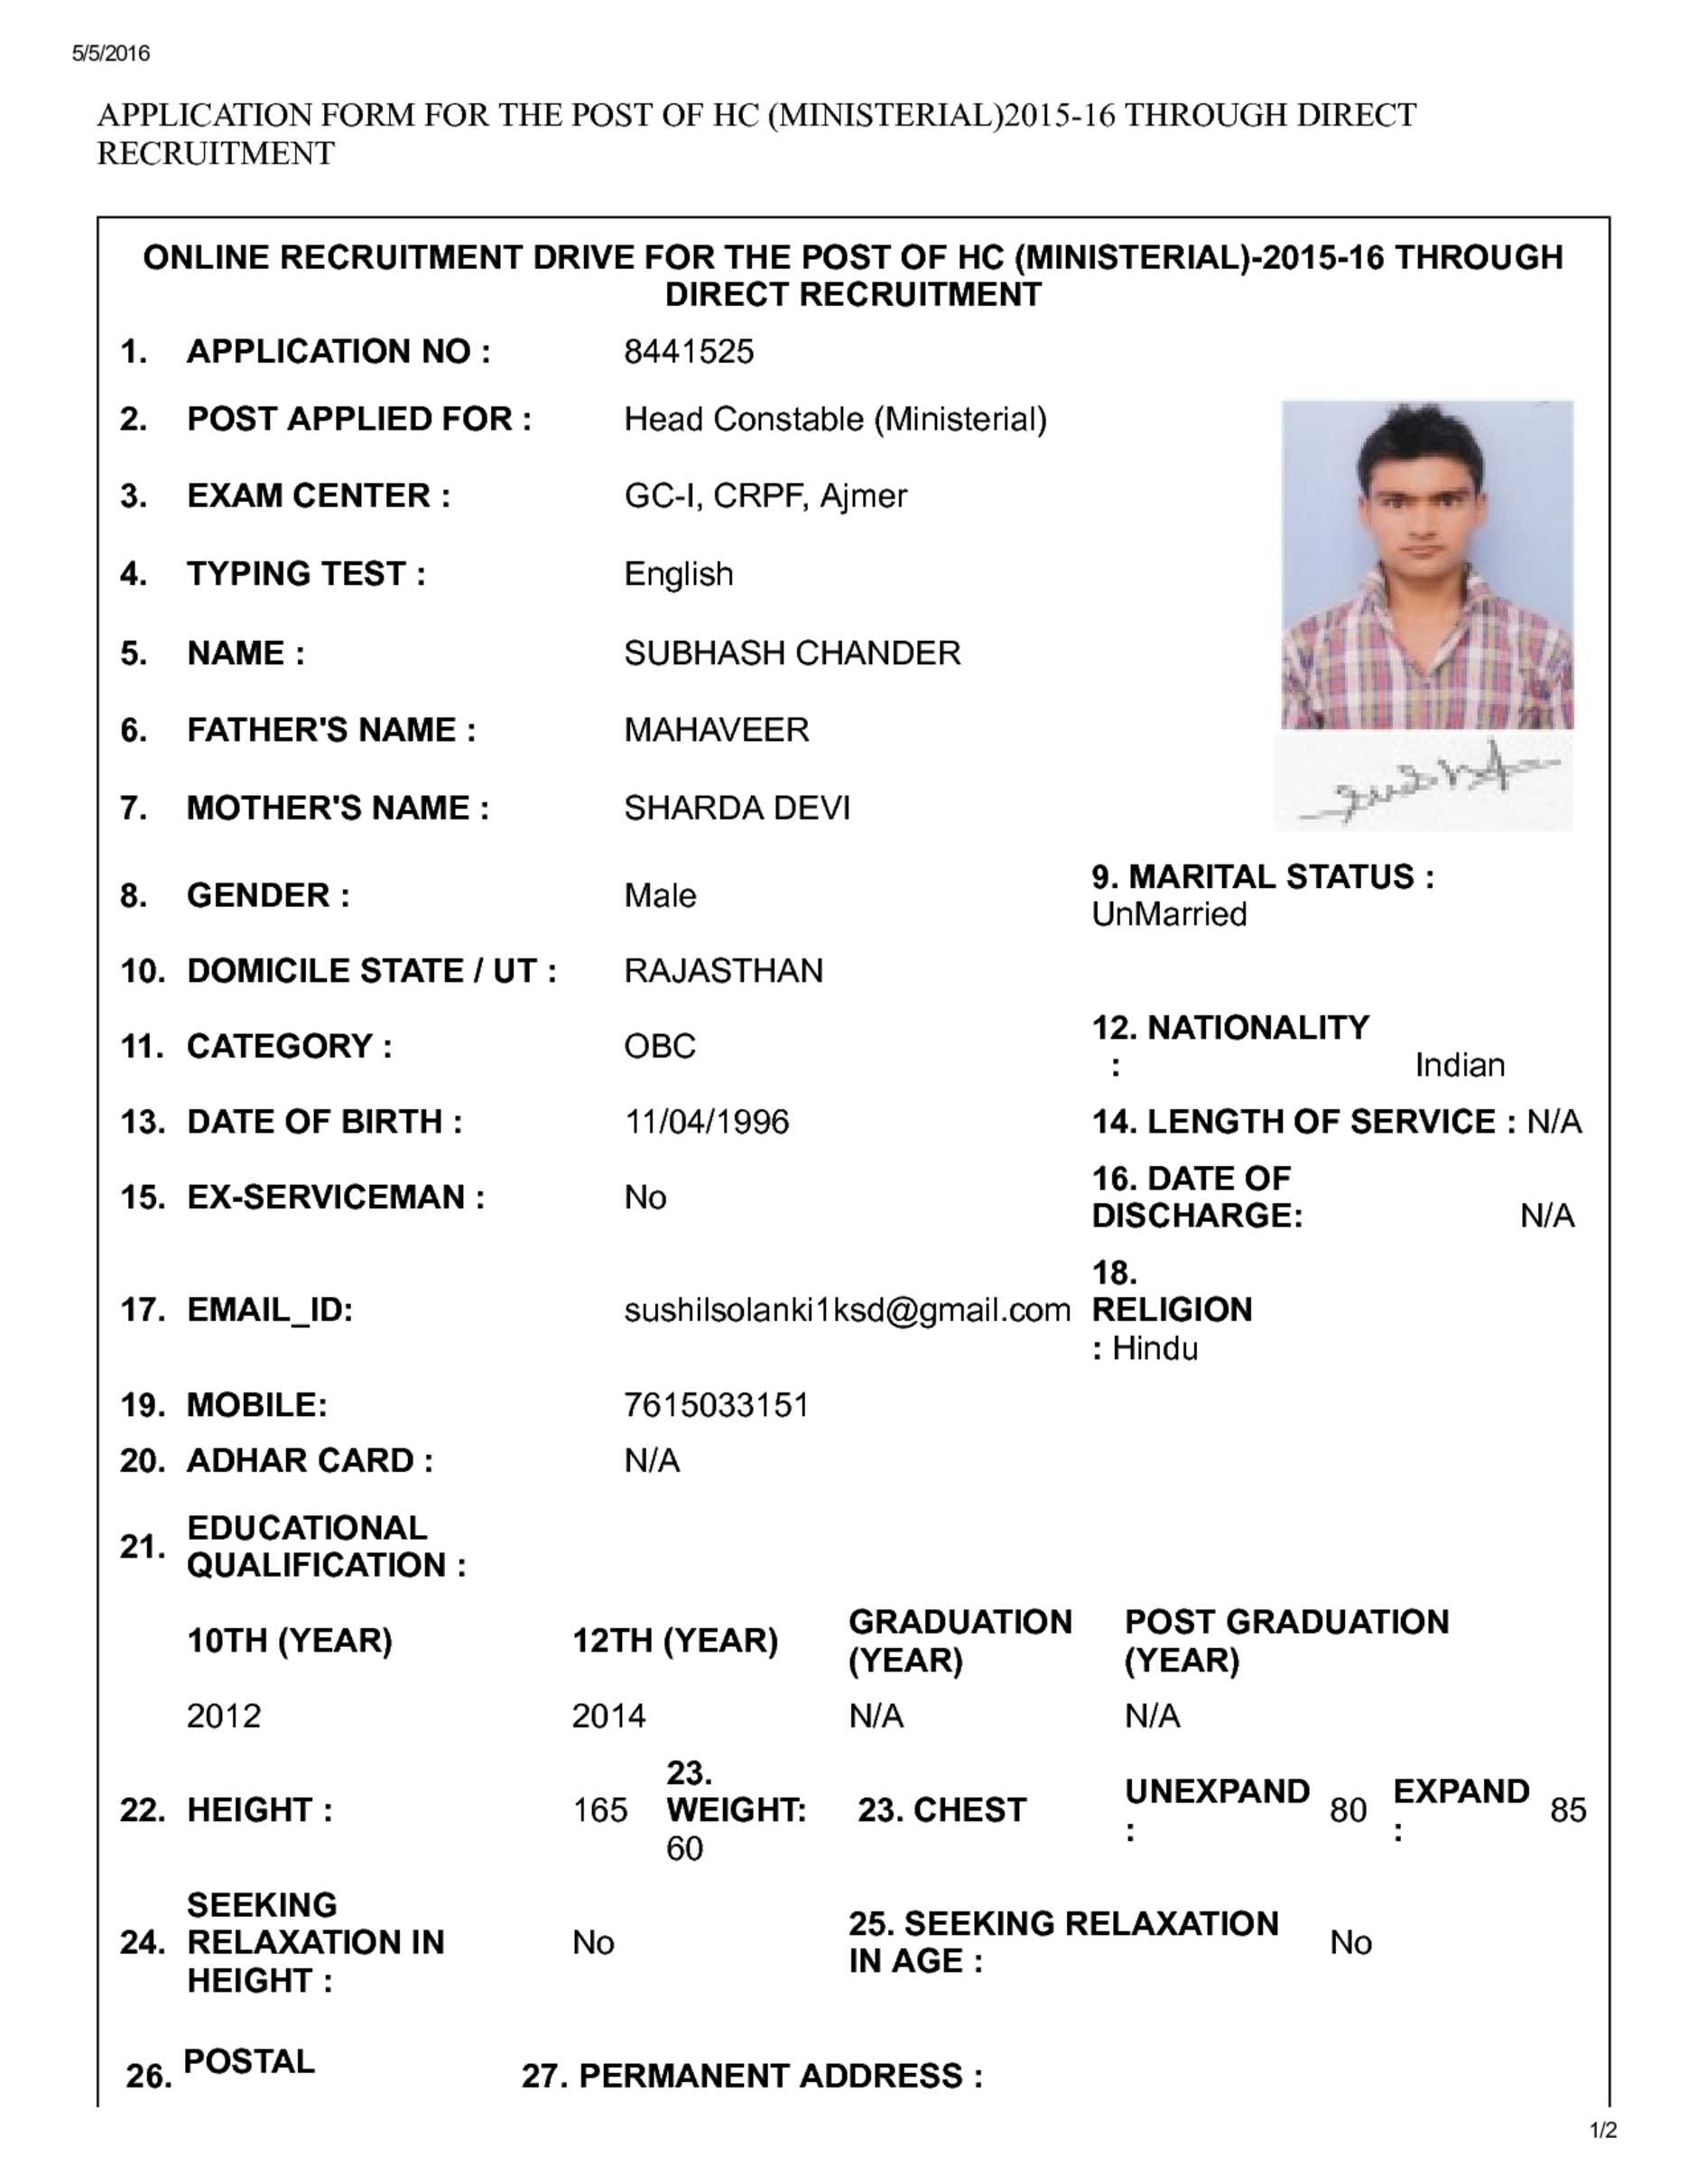 5/5/2016
APPLICATION FORM FOR THE POST OF HC (MINISTERIAL)2015-16 THROUGH DIRECT
RECRUITMENT
ONLINE RECRUITMENT DRIVE FOR THE POST OF HC (MINISTERIAL)-2015-16 THROUGH
DIRECT RECRUITMENT
1. APPLICATION NO : 8441525
2. POST APPLIED FOR : Head Constable (Ministerial)
3. EXAM CENTER : GC-I, CRPF, Ajmer
4. TYPING TEST : English
5. NAME : SUBHASH CHANDER
6. FATHER'S NAME : MAHAVEER
7. MOTHER'S NAME : SHARDA DEVI
8. GENDER : Male
9. MARITAL STATUS :
UnMarried
10. DOMICILE STATE / UT : RAJASTHAN
11. CATEGORY : OBC
12. NATIONALITY
: Indian
13. DATE OF BIRTH : 11/04/1996 14. LENGTH OF SERVICE : N/A
15. EX-SERVICEMAN : No
16. DATE OF
DISCHARGE: N/A
17. EMAIL_ID: sushilsolanki1ksd@gmail.com
18.
RELIGION
: Hindu
19. MOBILE: 7615033151
20. ADHAR CARD : N/A
21. EDUCATIONAL
QUALIFICATION :
10TH (YEAR) 12TH (YEAR) GRADUATION
(YEAR) POST GRADUATION
(YEAR)
2012 2014 N/A N/A
22. HEIGHT : 165
23.
WEIGHT:
60
23. CHEST UNEXPAND
: 80 EXPAND
: 85
24. SEEKING
RELAXATION IN
HEIGHT : No
25. SEEKING RELAXATION
IN AGE : No
26. POSTAL 27. PERMANENT ADDRESS :
1/2